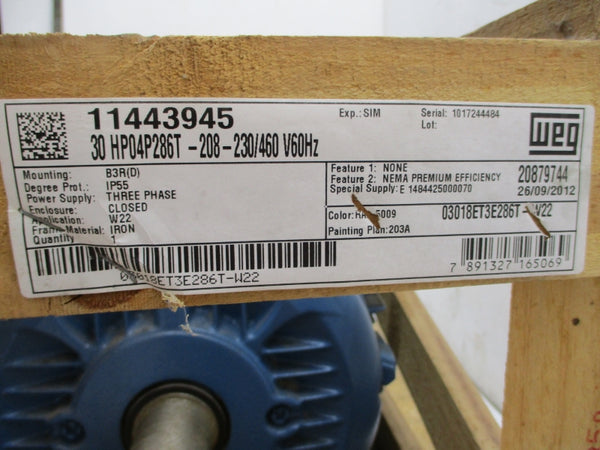 11443945
Exp.: SIM
Serial: 1017244484
Lot:
WEG
30 HP04P286T -208-230/460 V60Hz
Mounting: B3R(D)
Degree Prot.: IP55
Power Supply: THREE PHASE
Enclosure: CLOSED
Application: W22
Frame Material: IRON
Quantity
Feature 1: NONE
Feature 2: NEMA PREMIUM EFFICIENCY
Special Supply: E 1484425000070
20879744
26/09/2012
Color: 5009
03018ET3E286T-W22
Painting Plan: 203A
03018ET3E286T-W22
7 891327 165069